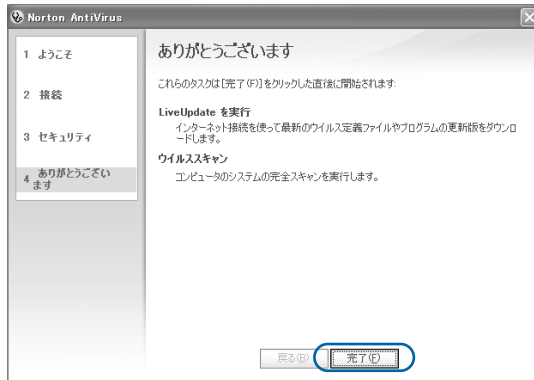 Norton AntiVirus
1 ようこそ
2 接続
3 セキュリティ
4 ありがとうござい
ます
ありがとうございます
これらのタスクは[完了(F)]をクリックした直後に開始されます:
LiveUpdate を実行
インターネット接続を使って最新のウイルス定義ファイルやプログラムの更新版をダウンロ
ードします。
ウイルススキャン
コンピュータのシステムの完全スキャンを実行します。
戻る(B)
完了(F)